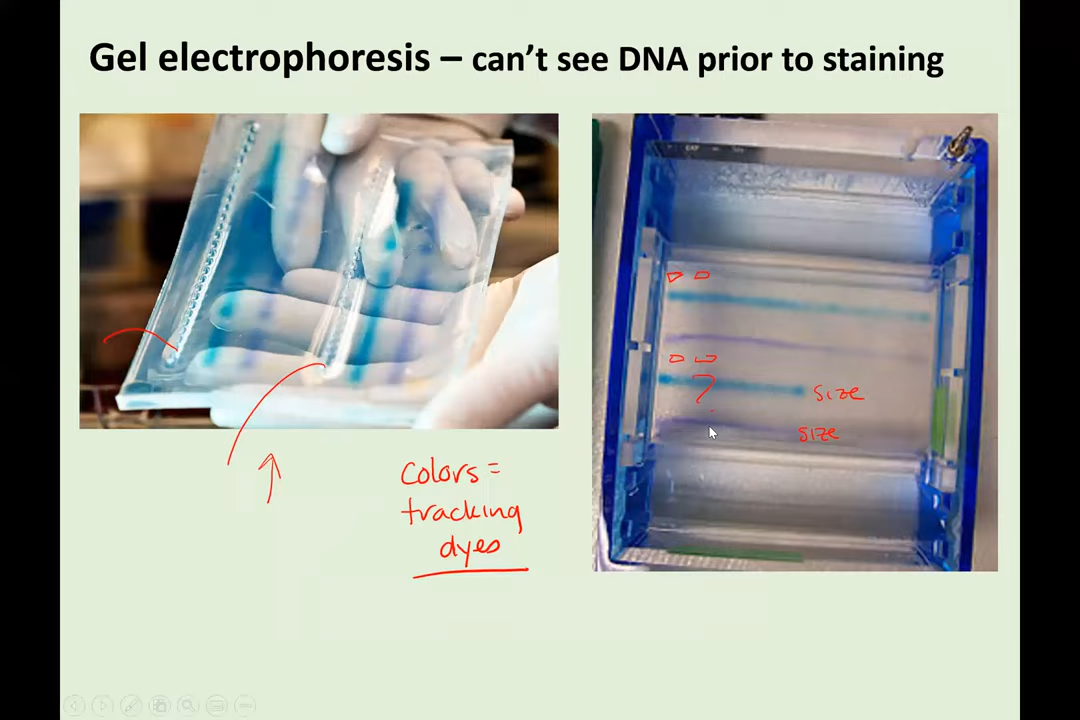 Gel electrophoresis – can't see DNA prior to staining
?
size
size
colors =
tracking
dyes